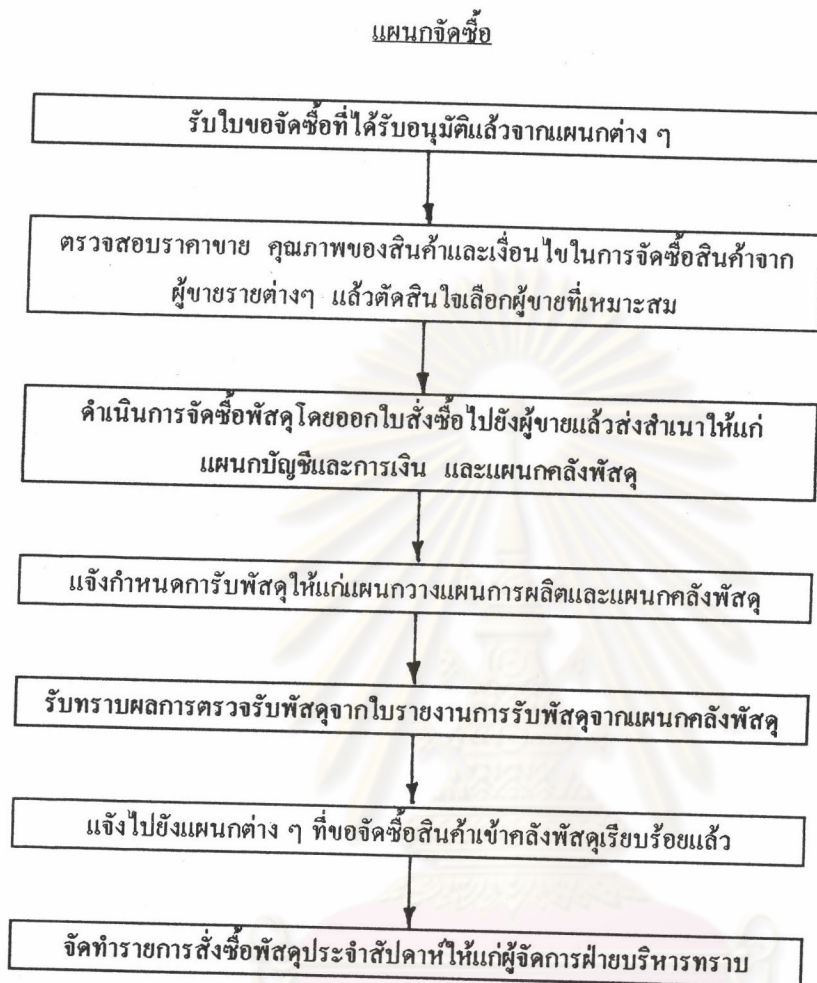 แผนกจัดซื้อ
รับใบขอจัดซื้อที่ได้รับอนุมัติแล้วจากแผนกต่าง ๆ
ตรวจสอบราคาขาย คุณภาพของสินค้าและเงื่อนไขในการจัดซื้อสินค้าจาก
ผู้ขายรายต่างๆ แล้วตัดสินใจเลือกผู้ขายที่เหมาะสม
ดำเนินการจัดซื้อพัสดุโดยออกใบสั่งซื้อไปยังผู้ขายแล้วส่งสำเนาให้แก่
แผนกบัญชีและการเงิน และแผนกคลังพัสดุ
แจ้งกำหนดการับพัสดุให้แก่แผนกวางแผนการผลิตและแผนกคลังพัสดุ
รับทราบผลการตรวจรับพัสดุจากใบรายงานการรับพัสดุจากแผนกคลังพัสดุ
แจ้งไปยังแผนกต่าง ๆ ที่ขอจัดซื้อสินค้าเข้าคลังพัสดุเรียบร้อยแล้ว
จัดทำรายการสั่งซื้อพัสดุประจำสัปดาห์ให้แก่ผู้จัดการฝ่ายบริหารทราบ